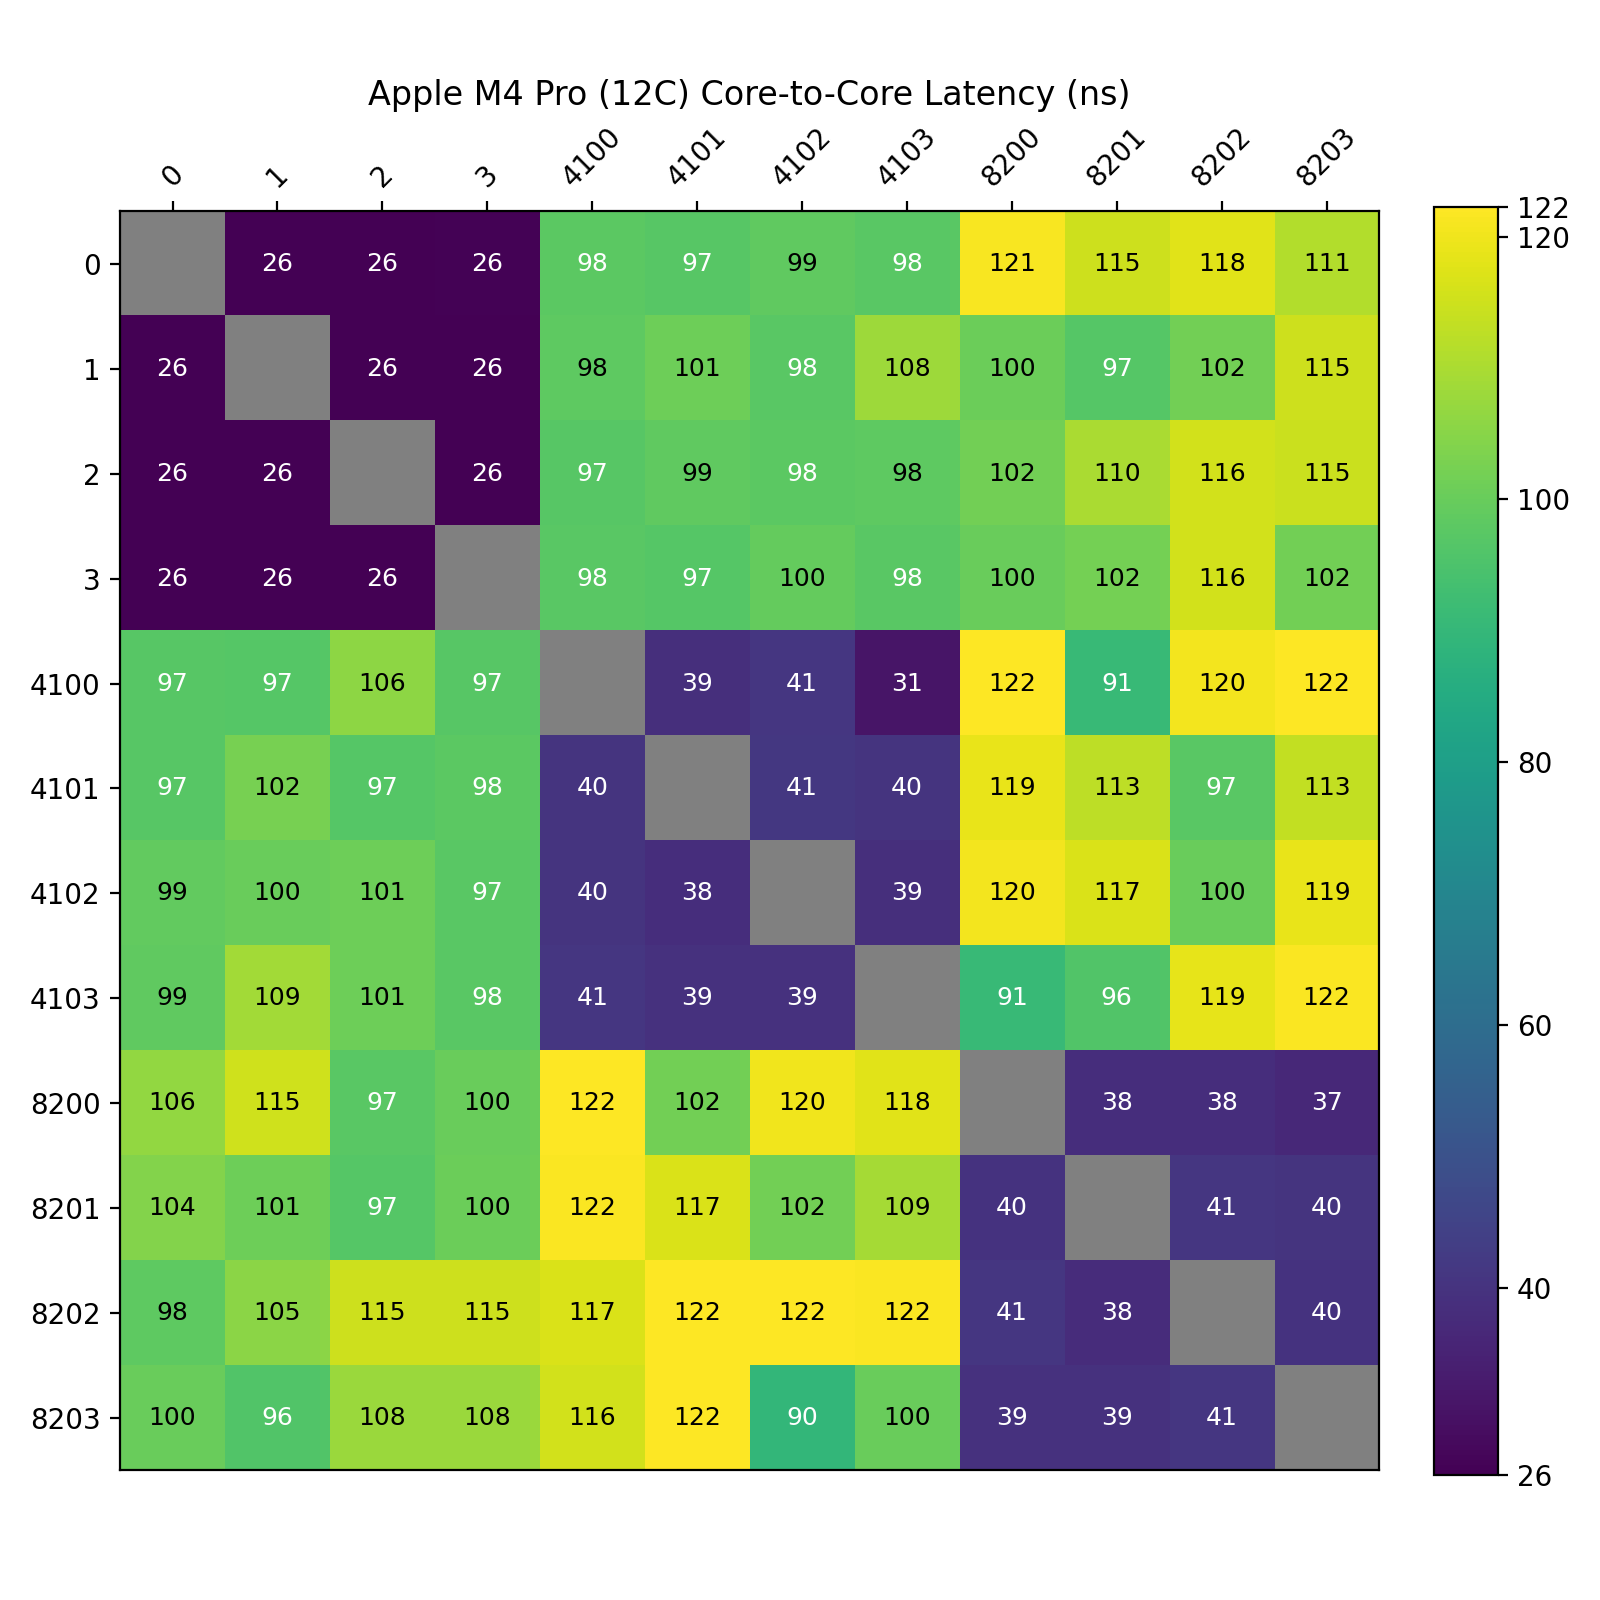 Apple M4 Pro (12C) Core-to-Core Latency (ns)
0 1 2 3 4100 4101 4102 4103 8200 8201 8202 8203
122
120
0 26 26 26 98 97 99 98 121 115 118 111
1 26 26 26 98 101 98 108 100 97 102 115
2 26 26 26 97 99 98 98 102 110 116 115
100
3 26 26 26 98 97 100 98 100 102 116 102
4100 97 97 106 97 39 41 31 122 91 120 122
80
4101 97 102 97 98 40 41 40 119 113 97 113
4102 99 100 101 97 40 38 39 120 117 100 119
4103 99 109 101 98 41 39 39 91 96 119 122
60
8200 106 115 97 100 122 102 120 118 38 38 37
8201 104 101 97 100 122 117 102 109 40 41 40
40
8202 98 105 115 115 117 122 122 122 41 38 40
8203 100 96 108 108 116 122 90 100 39 39 41
26